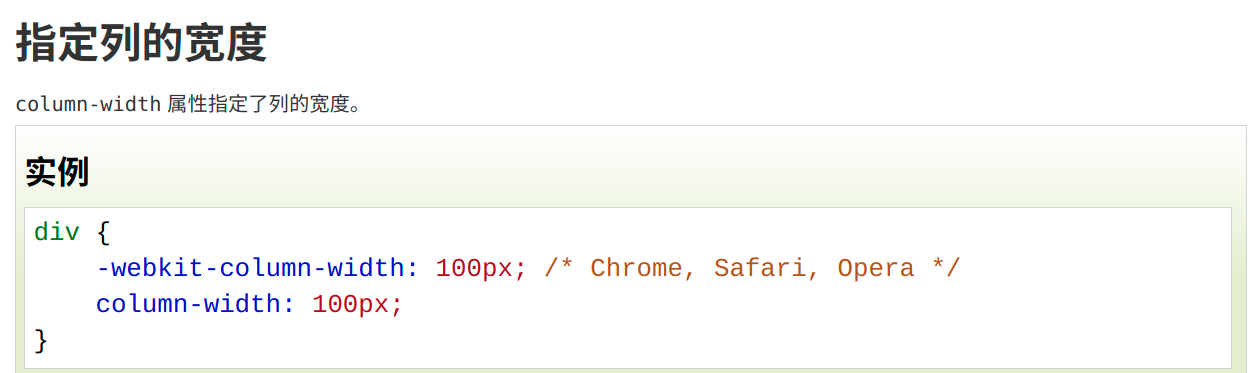 指定列的宽度
column-width 属性指定了列的宽度。
实例
div {
    -webkit-column-width: 100px; /* Chrome, Safari, Opera */
    column-width: 100px;
}